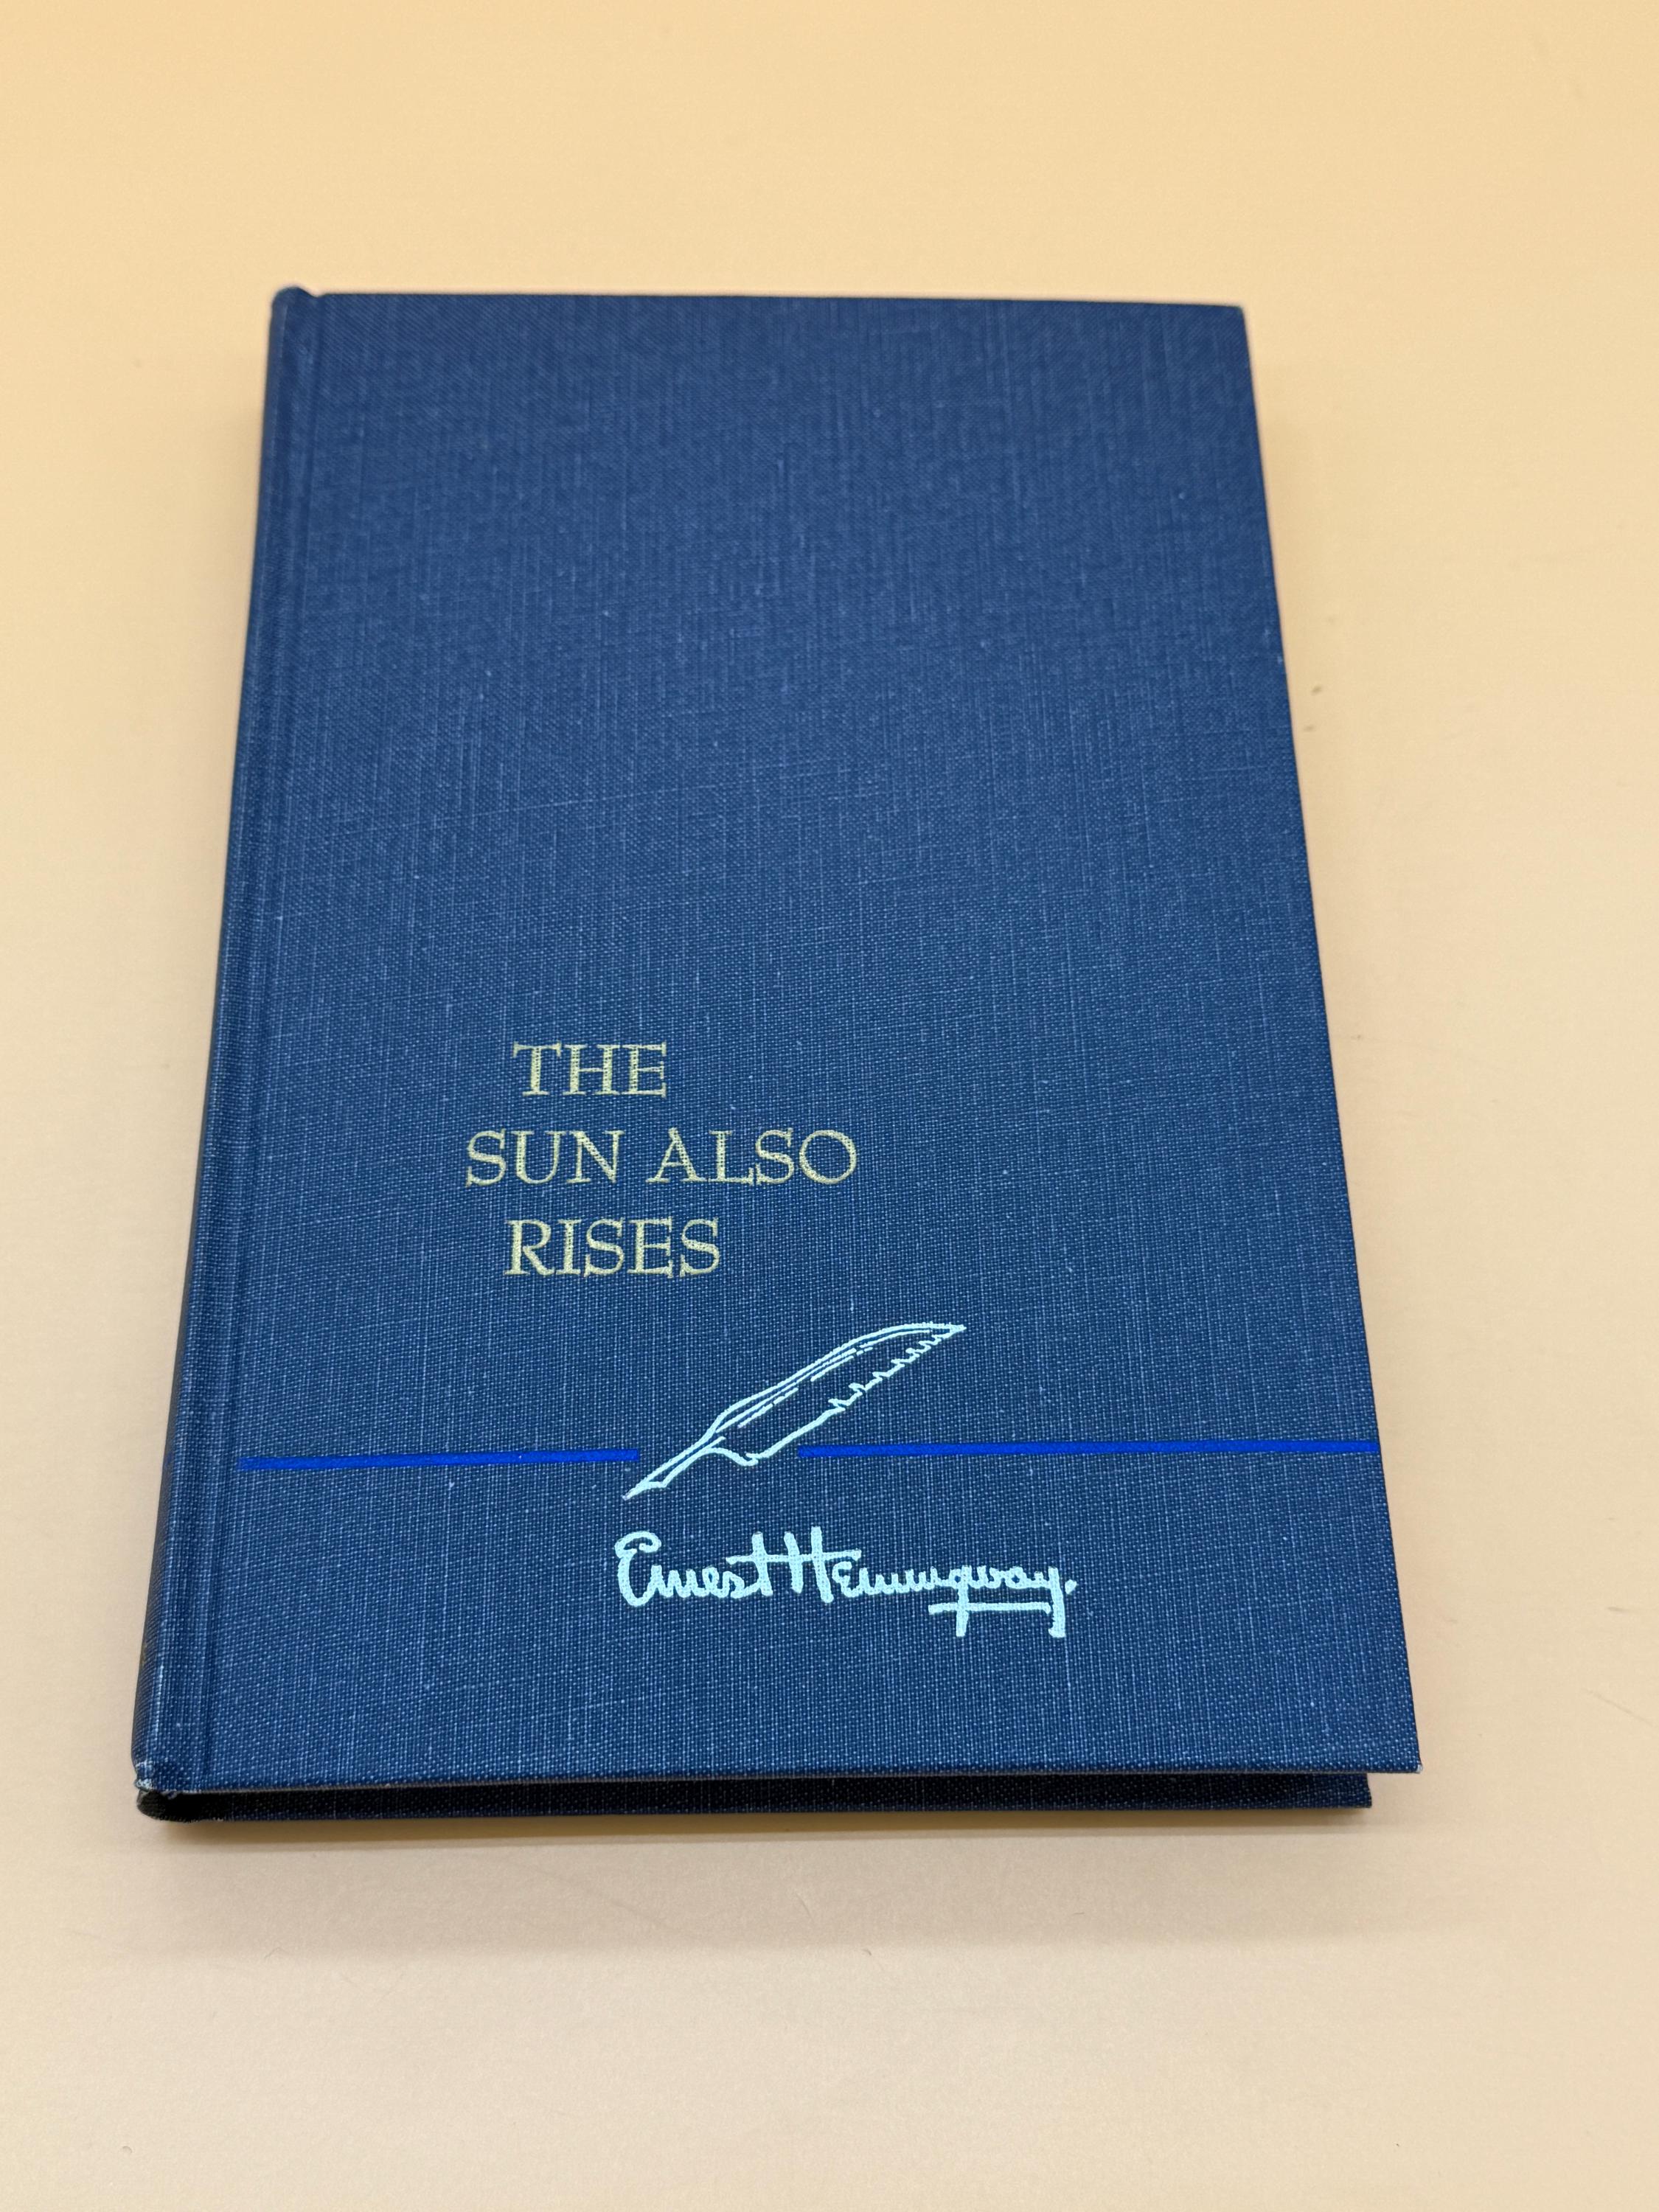 THE
SUN ALSO
RISES
Ernest Hemingway.